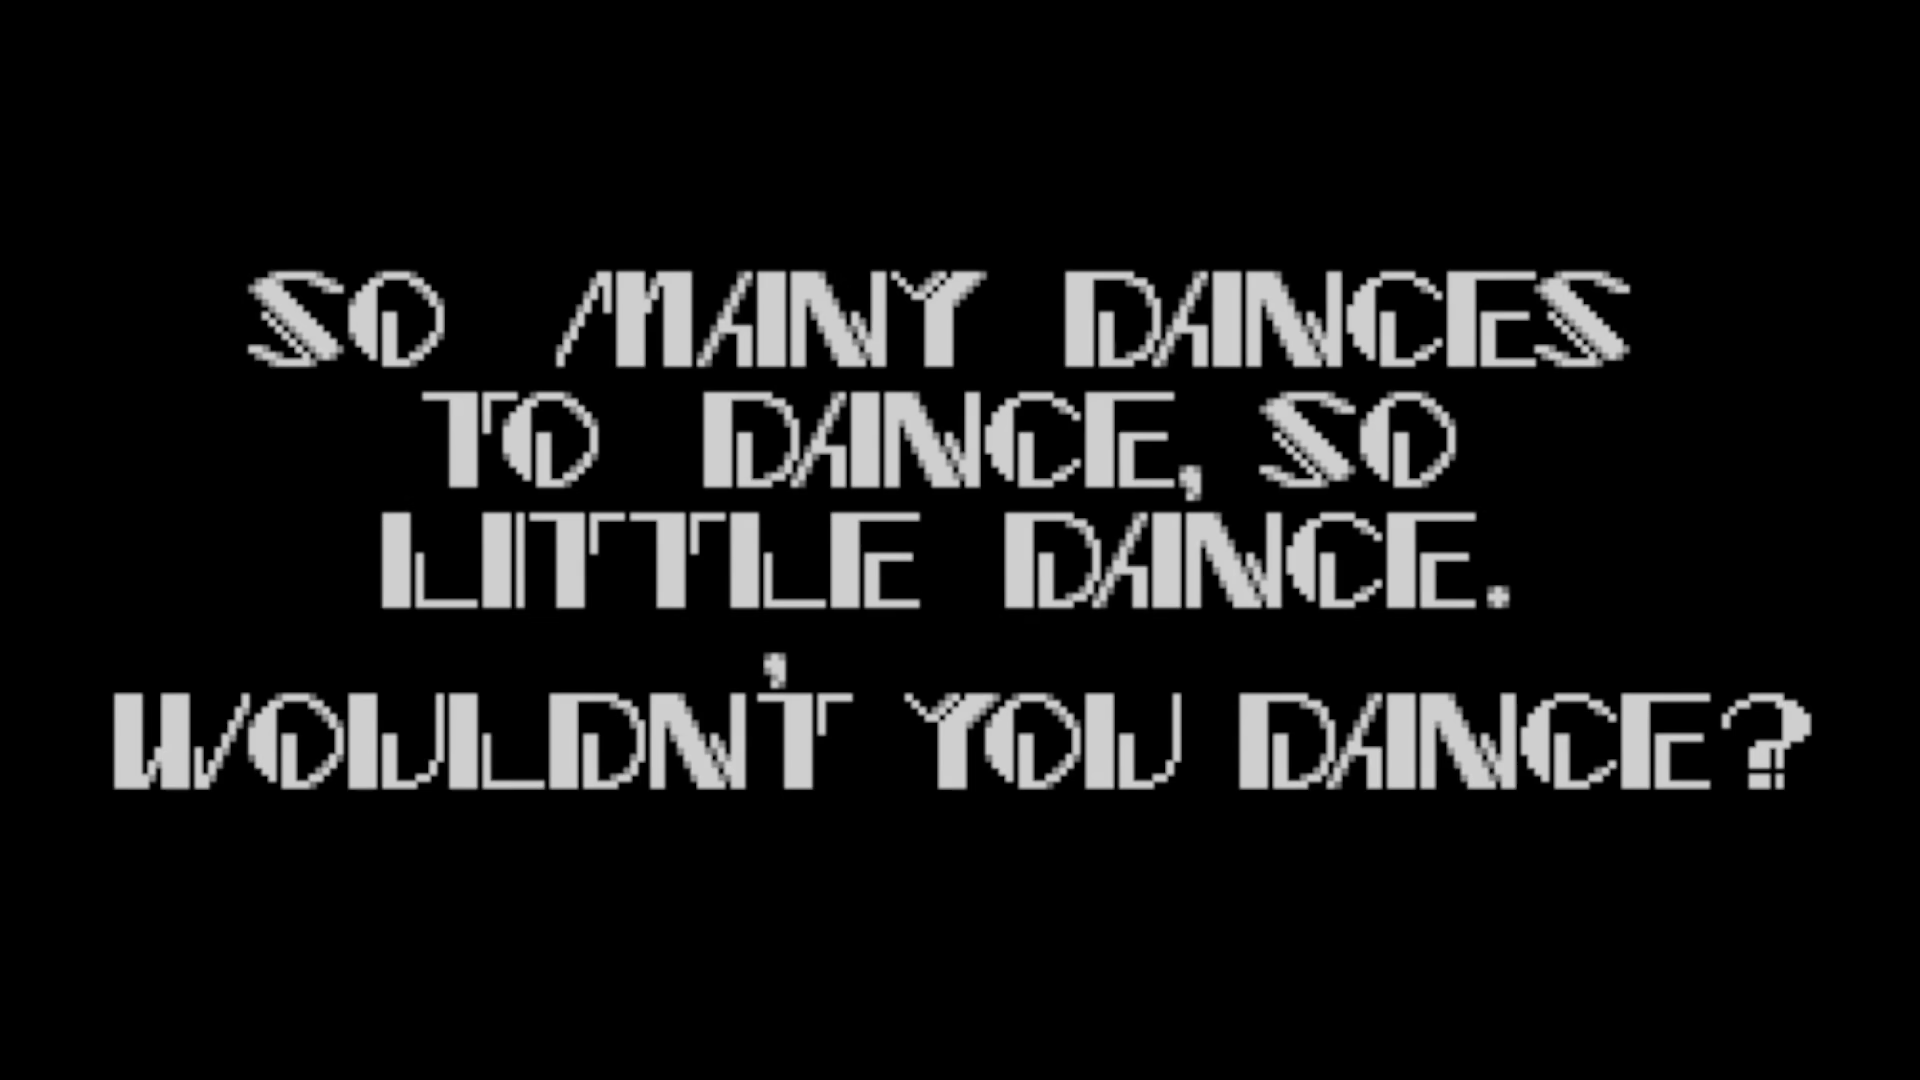 SO MANY DANCES
TO DANCE, SO
LITTLE DANCE.
WOULDN'T YOU DANCE?